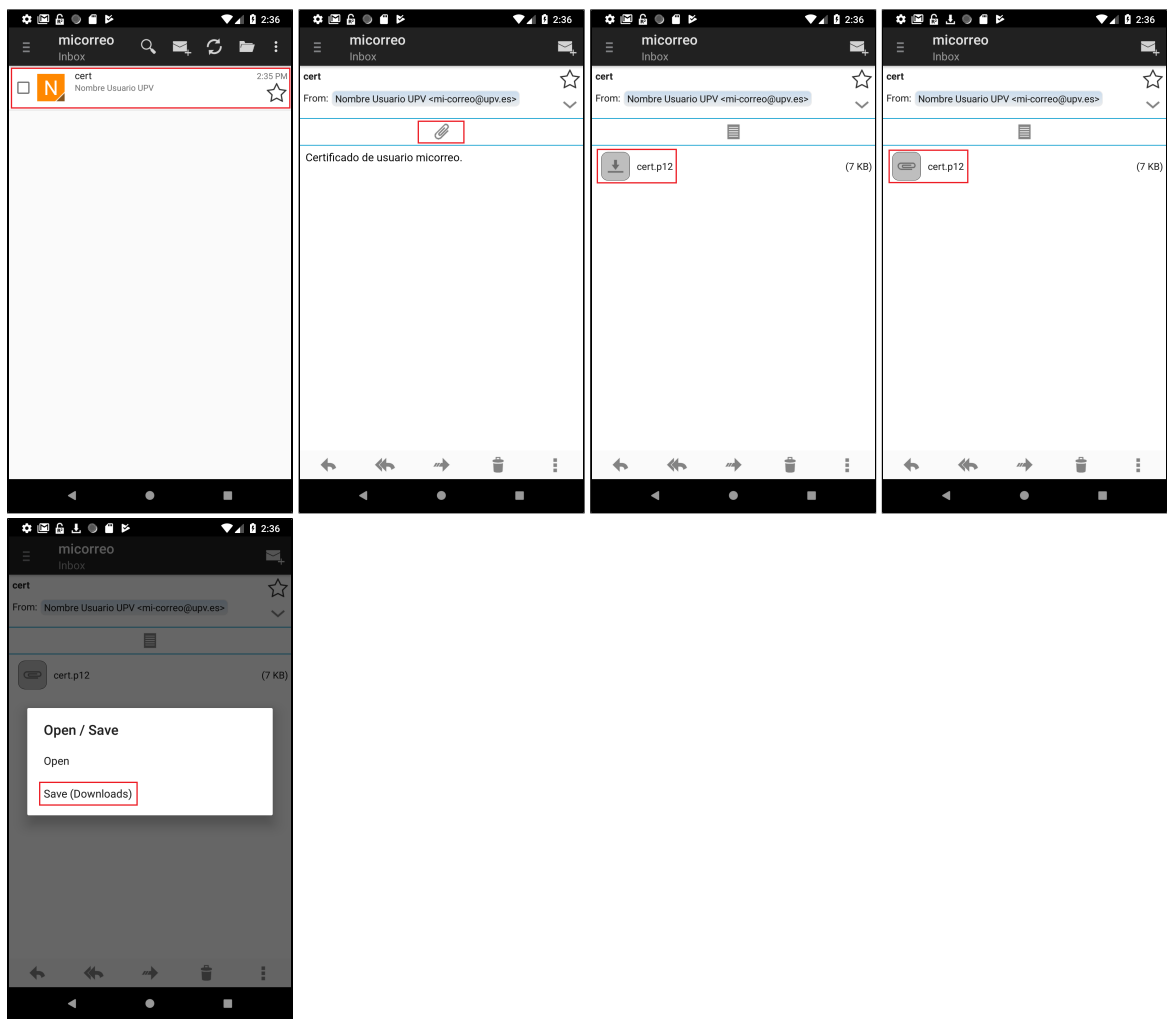 2:36
micorreo
Inbox
cert
2:35 PM
Nombre Usuario UPV
N
2:36
micorreo
Inbox
cert
From: Nombre Usuario UPV <mi-correo@upv.es>
Certificado de usuario micorreo.
2:36
micorreo
Inbox
cert
From: Nombre Usuario UPV <mi-correo@upv.es>
cert.p12 (7 KB)
2:36
micorreo
Inbox
cert
From: Nombre Usuario UPV <mi-correo@upv.es>
cert.p12 (7 KB)
2:36
micorreo
Inbox
cert
From: Nombre Usuario UPV <mi-correo@upv.es>
cert.p12 (7 KB)
Open / Save
Open
Save (Downloads)